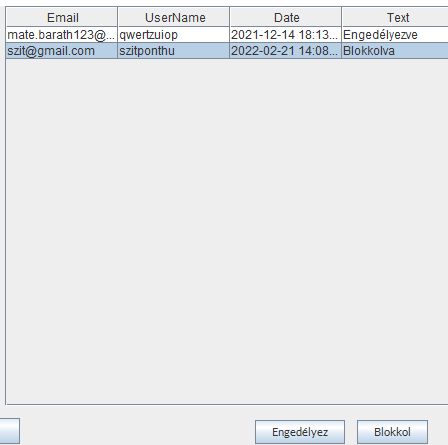 Email UserName Date Text
mate.barath123@... qwertzuiop 2021-12-14 18:13... Engedélyezve
szit@gmail.com szitponthu 2022-02-21 14:08... Blokkolva
Engedélyez Blokkol